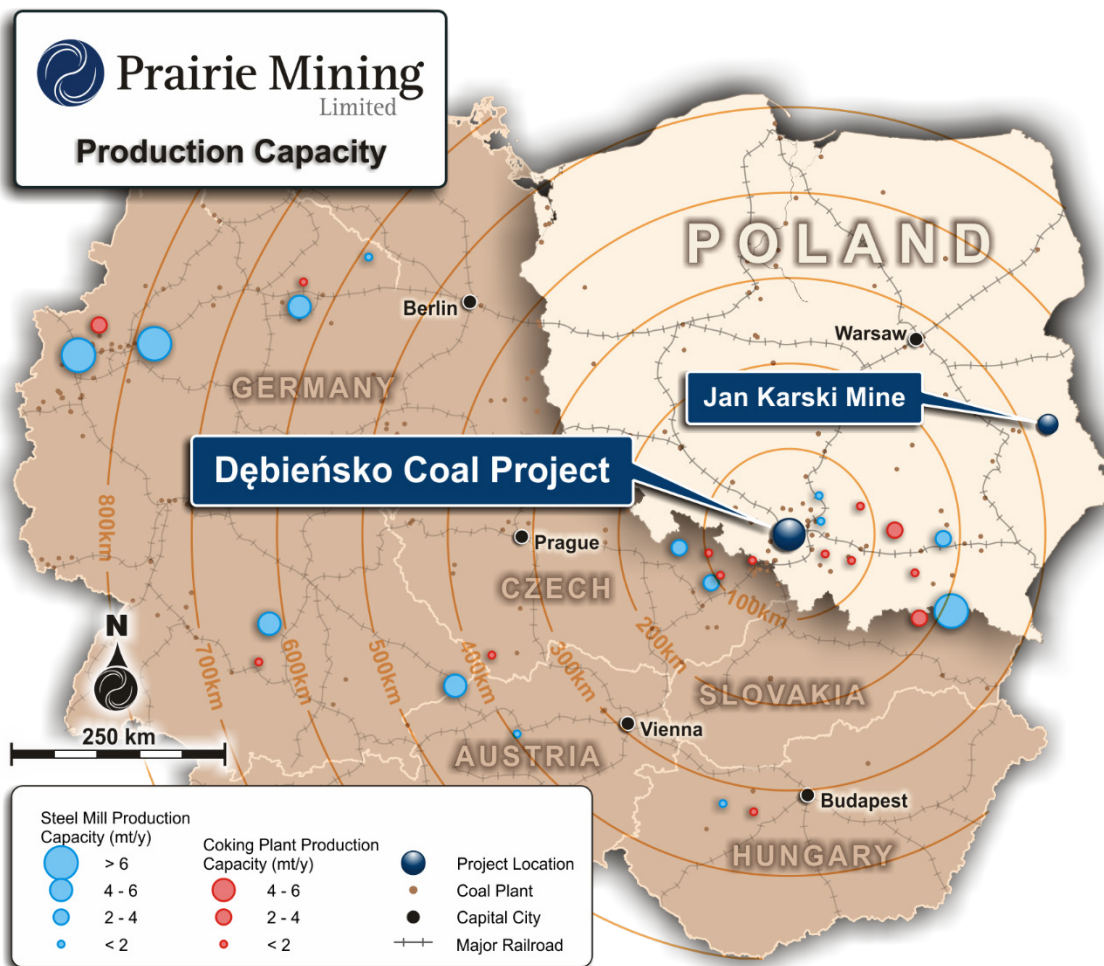 Prairie Mining
Limited
Production Capacity
POLAND
Berlin
Warsaw
GERMANY
Jan Karski Mine
Dębieńsko Coal Project
800km
700km
600km
500km
400km
300km
200km
100km
Prague
CZECH
N
SLOVAKIA
250 km
Vienna
AUSTRIA
Budapest
HUNGARY
Steel Mill Production
Capacity (mt/y)
> 6
4 - 6
2 - 4
< 2
Coking Plant Production
Capacity (mt/y)
4 - 6
2 - 4
< 2
Project Location
Coal Plant
Capital City
Major Railroad